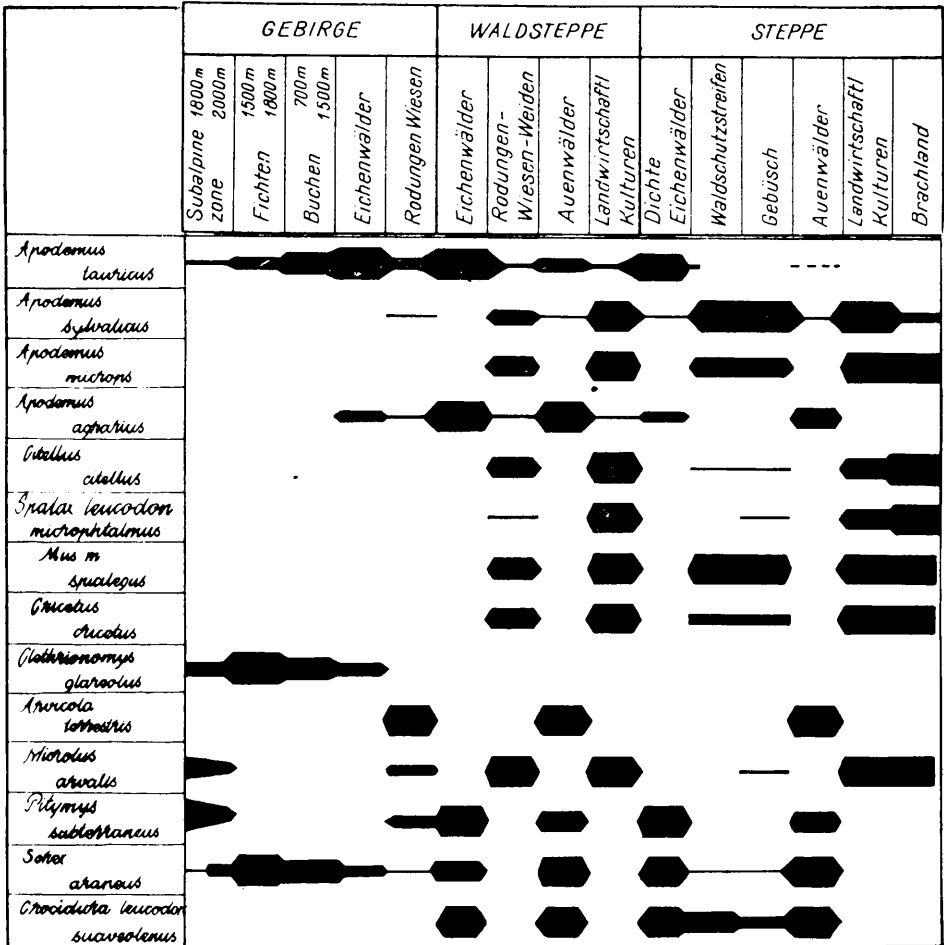 GEBIRGE
WALDSTEPPE
STEPPE
Subalpine 1800m
zone 2000m
1500m
Fichten 1800m
700m
Buchen 1500m
Eichenwälder
Rodungen Wiesen
Eichenwälder
Rodungen-
Wiesen-Weiden
Auenwälder
Landwirtschaftl
Kulturen
Dichte
Eichenwälder
Waldschutzstreifen
Gebüsch
Auenwälder
Landwirtschaftl
Kulturen
Brachland
Apodemus
tauricus
Apodemus
sylvaticus
Apodemus
microps
Apodemus
agrarius
Citellus
citellus
Spalax leucodon
microphtalmus
Mus m
spicilegus
Cricetus
cricetus
Clethrionomys
glareolus
Arvicola
terrestris
Microtus
arvalis
Pitymys
subterraneus
Sorex
araneus
Crocidura leucodon
suaveolenus